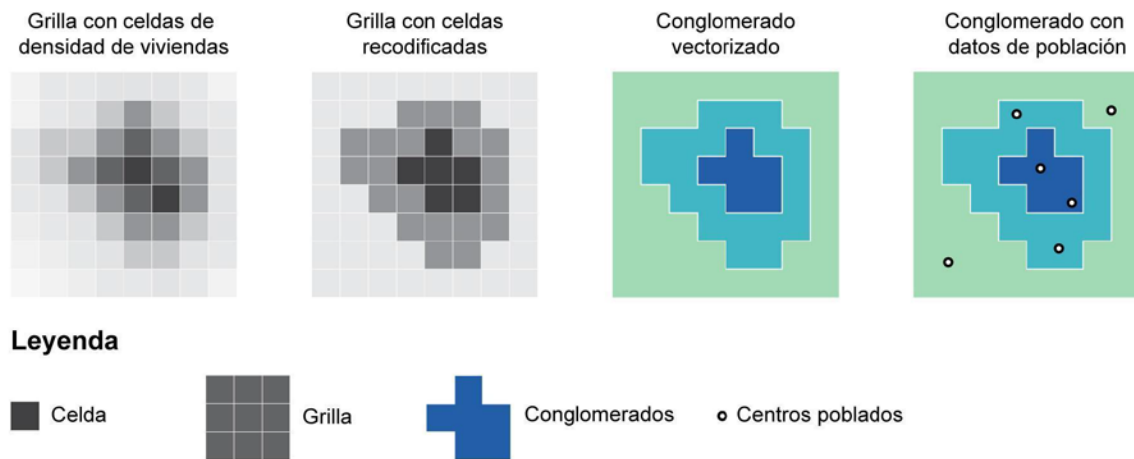 Grilla con celdas de
densidad de viviendas
Grilla con celdas
recodificadas
Conglomerado
vectorizado
Conglomerado con
datos de población
Leyenda
Celda
Grilla
Conglomerados
Centros poblados